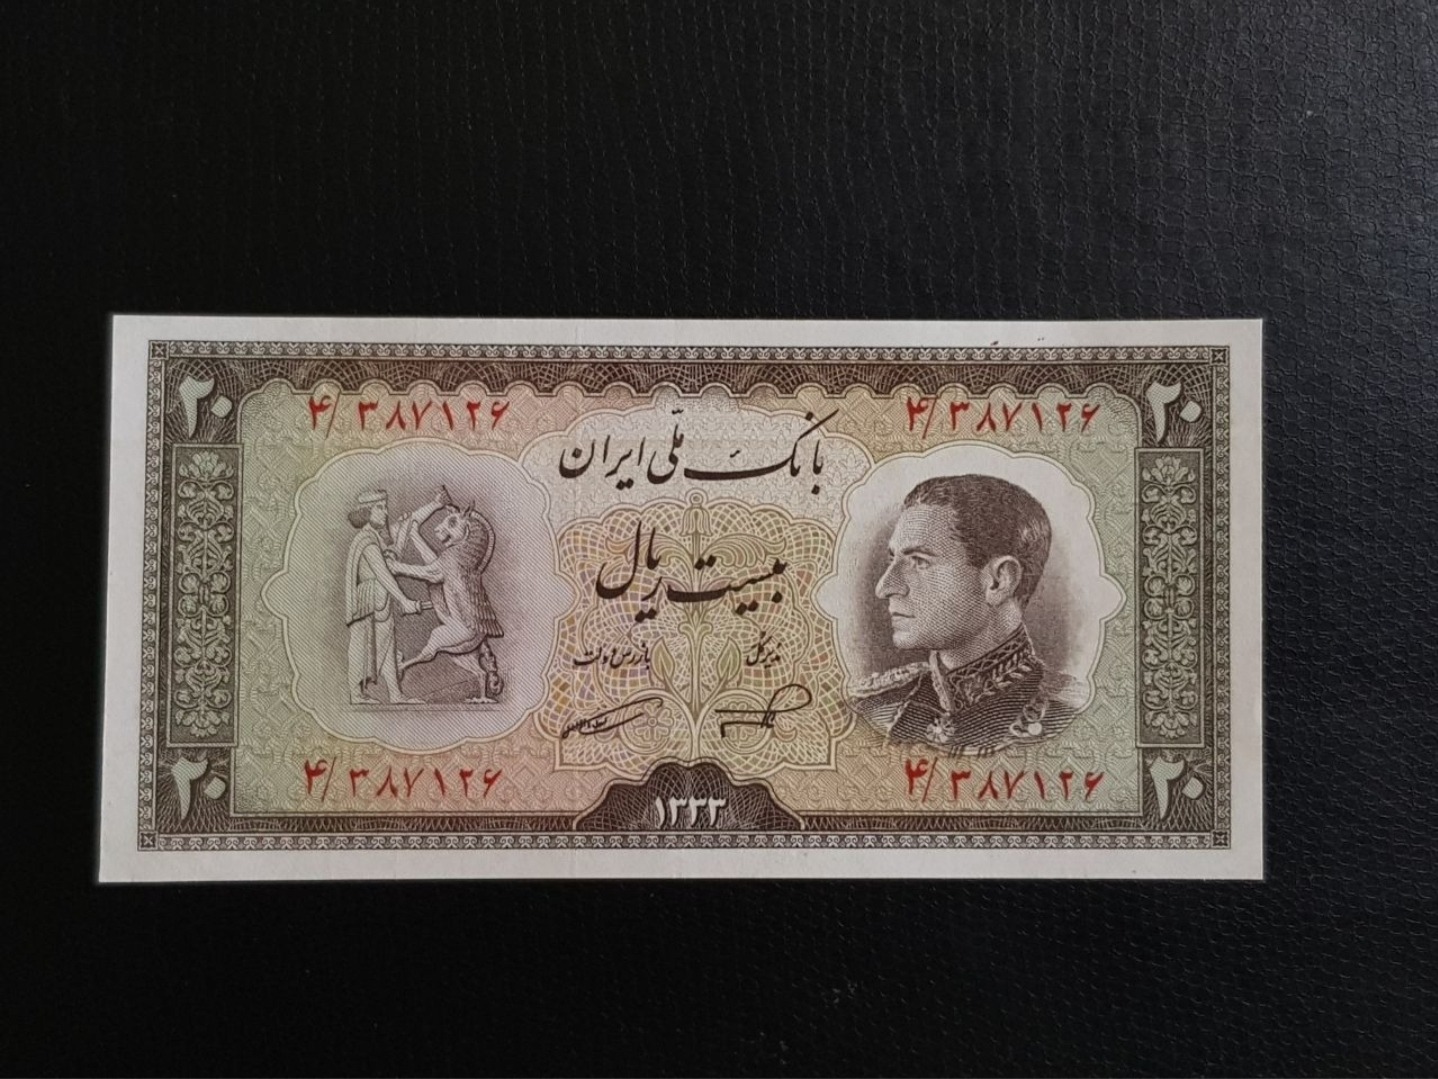 ۲۰
۴/۳۸۷۱۲۶
۴/۳۸۷۱۲۶
۲۰
بانک ملّی ایران
بیست ریال
مدیر کل
بازرس دولت
۲۰
۴/۳۸۷۱۲۶
۴/۳۸۷۱۲۶
۲۰
۱۳۳۳